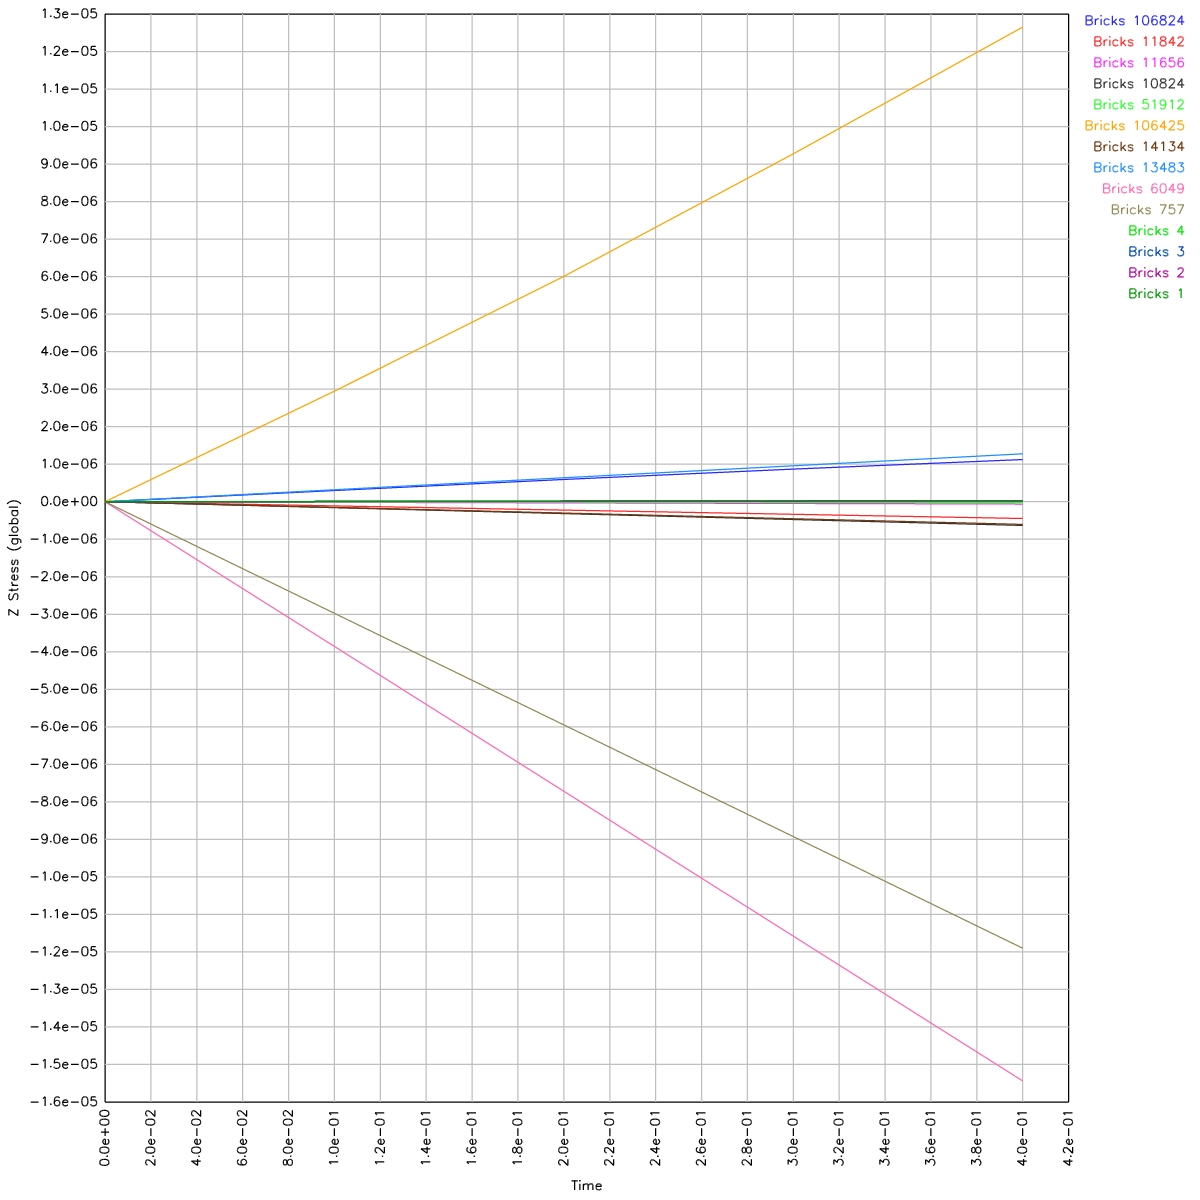 1.3e−05
1.2e−05
1.1e−05
1.0e−05
9.0e−06
8.0e−06
7.0e−06
6.0e−06
5.0e−06
4.0e−06
3.0e−06
2.0e−06
1.0e−06
0.0e+00
−1.0e−06
−2.0e−06
−3.0e−06
−4.0e−06
−5.0e−06
−6.0e−06
−7.0e−06
−8.0e−06
−9.0e−06
−1.0e−05
−1.1e−05
−1.2e−05
−1.3e−05
−1.4e−05
−1.5e−05
−1.6e−05
Z Stress (global)
0.0e+00
2.0e−02
4.0e−02
6.0e−02
8.0e−02
1.0e−01
1.2e−01
1.4e−01
1.6e−01
1.8e−01
2.0e−01
2.2e−01
2.4e−01
2.6e−01
2.8e−01
3.0e−01
3.2e−01
3.4e−01
3.6e−01
3.8e−01
4.0e−01
4.2e−01
Time
Bricks 106824
Bricks 11842
Bricks 11656
Bricks 10824
Bricks 51912
Bricks 106425
Bricks 14134
Bricks 13483
Bricks 6049
Bricks 757
Bricks 4
Bricks 3
Bricks 2
Bricks 1